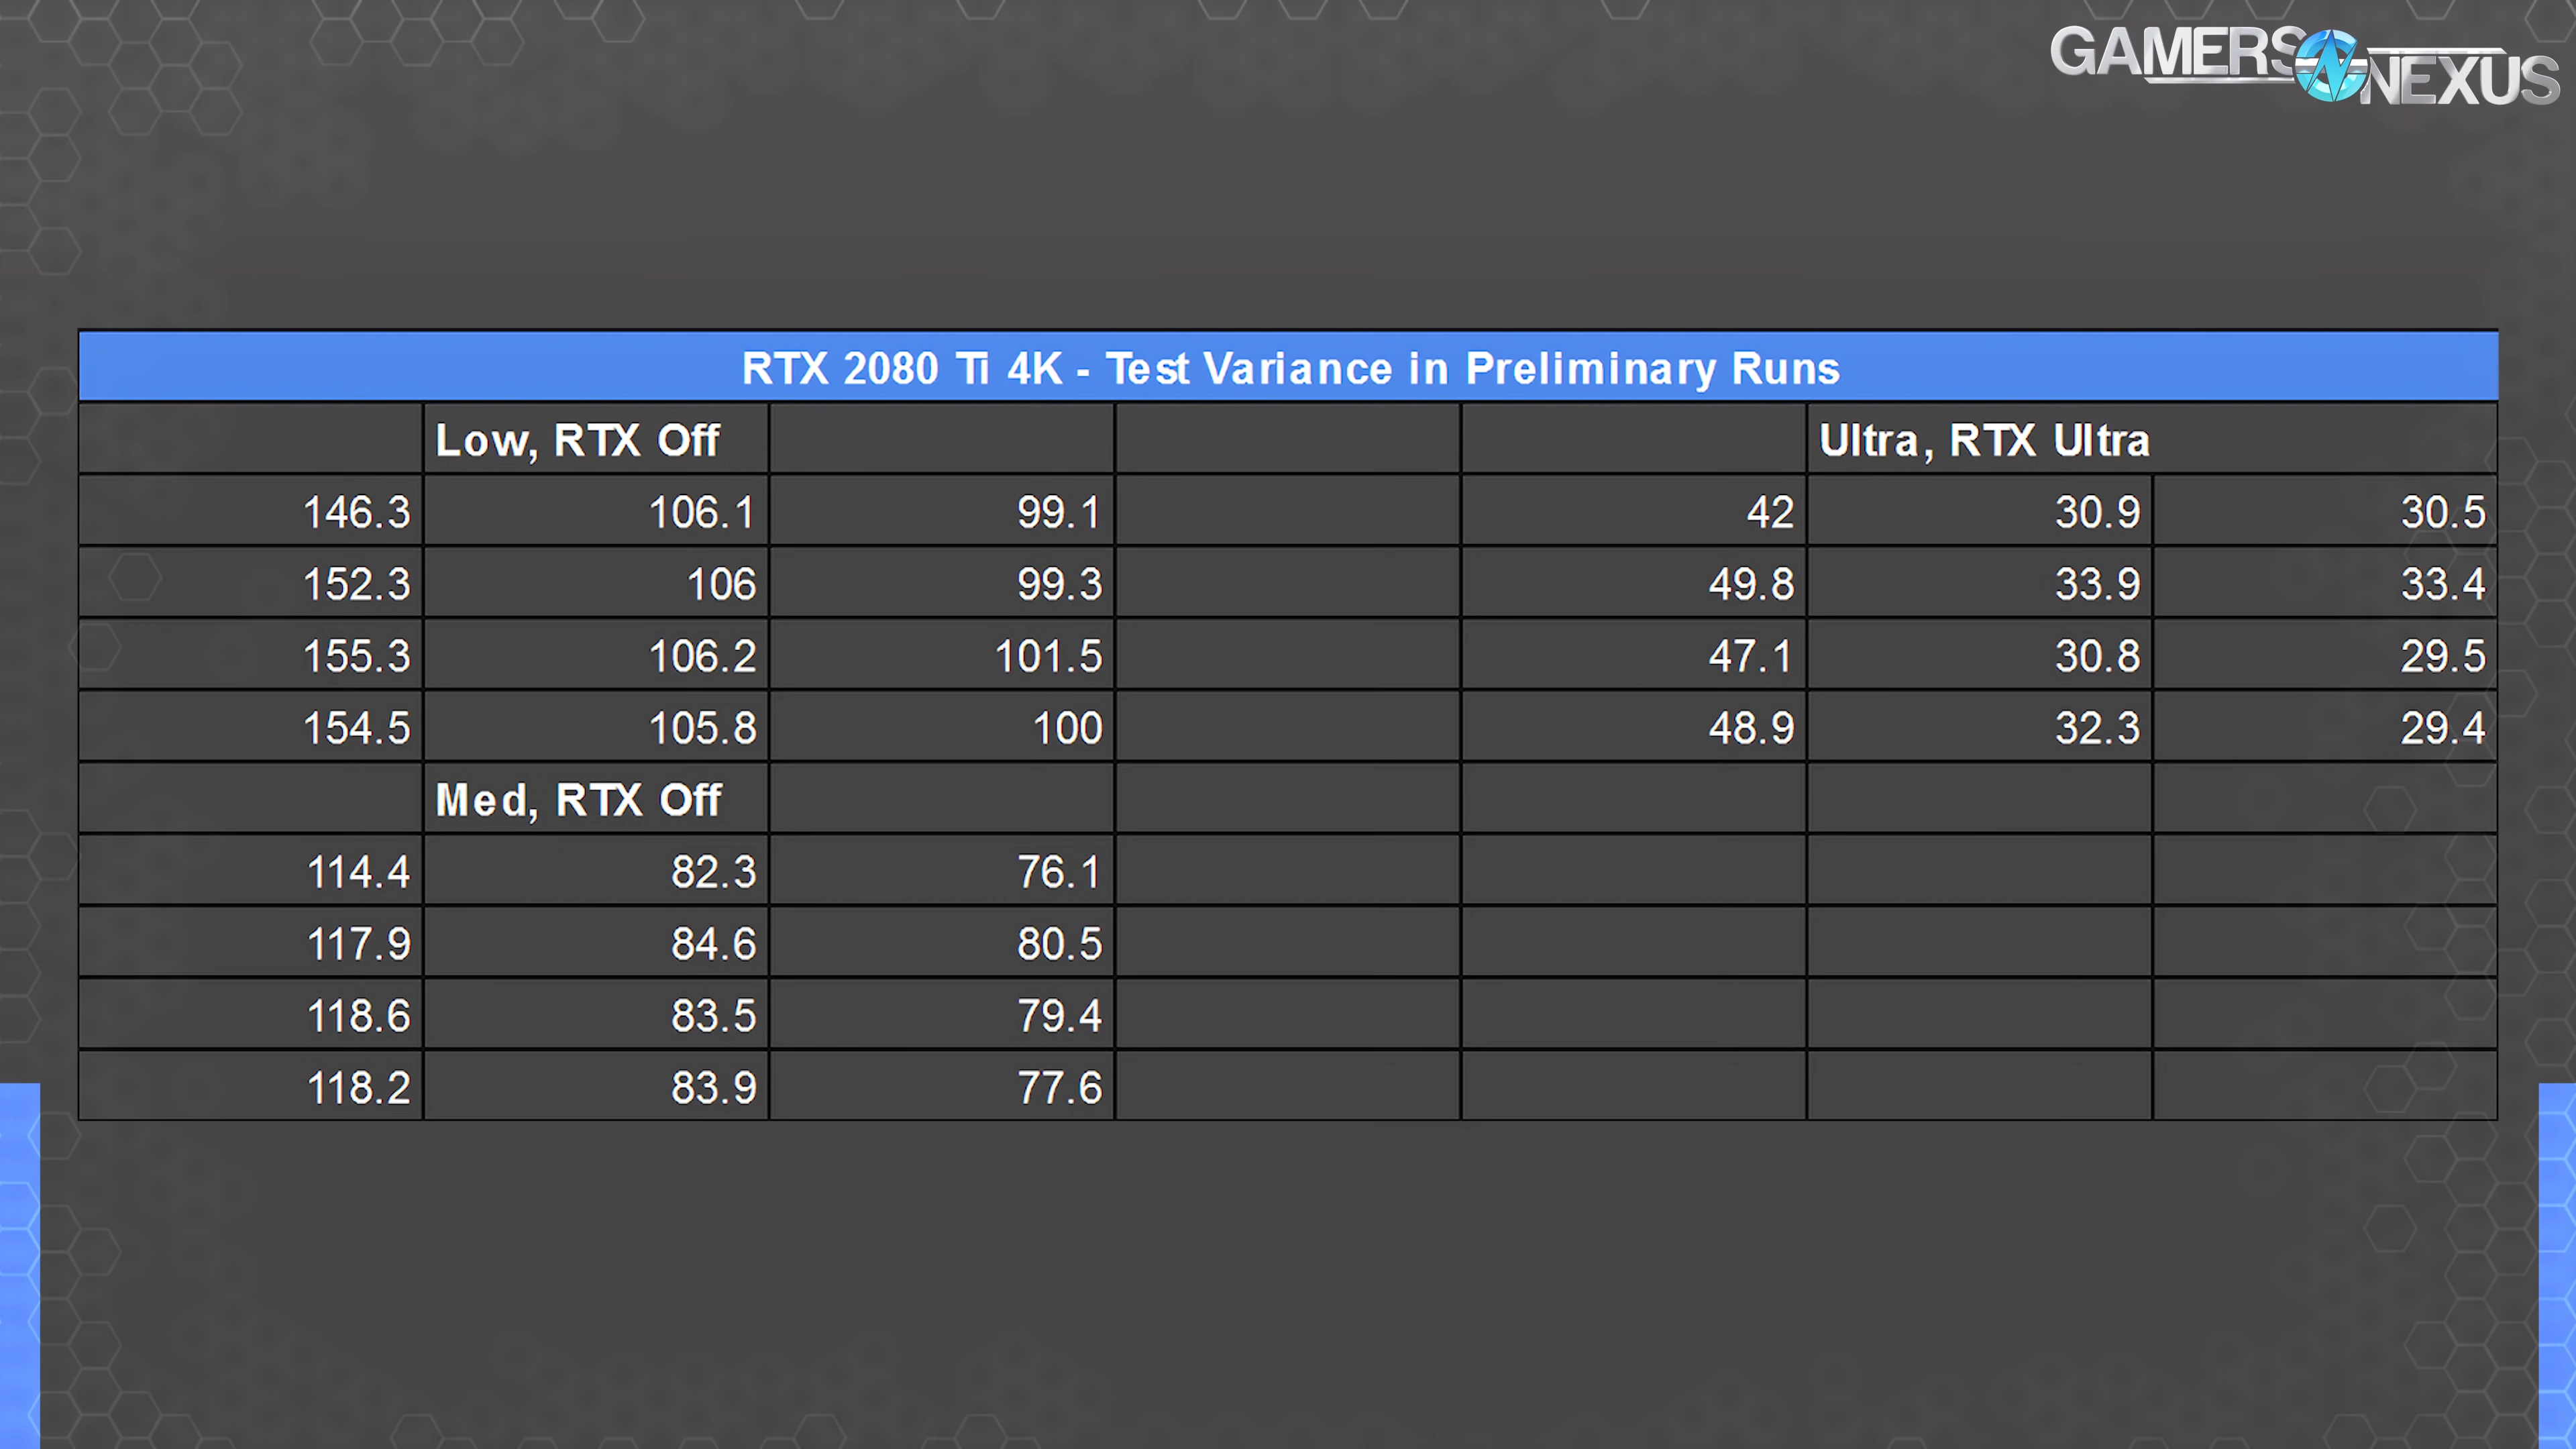 GAMERS NEXUS
RTX 2080 Ti 4K - Test Variance in Preliminary Runs
Low, RTX Off Ultra, RTX Ultra
146.3 106.1 99.1 42 30.9 30.5
152.3 106 99.3 49.8 33.9 33.4
155.3 106.2 101.5 47.1 30.8 29.5
154.5 105.8 100 48.9 32.3 29.4
Med, RTX Off
114.4 82.3 76.1
117.9 84.6 80.5
118.6 83.5 79.4
118.2 83.9 77.6